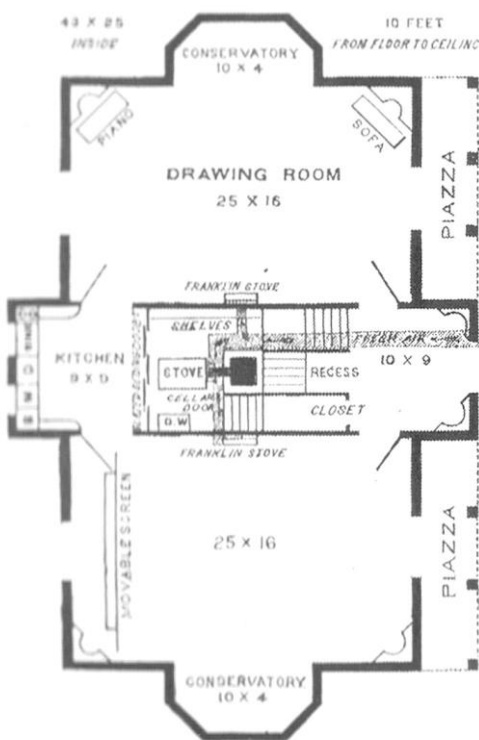 43 X 25
INSIDE
10 FEET
FROM FLOOR TO CEILING
CONSERVATORY
10 X 4
PIANO
SOFA
DRAWING ROOM
25 X 16
PIAZZA
FRANKLIN STOVE
SHELVES
FRESH AIR
KITCHEN
9 X 9
STOVE
RECESS
10 X 9
CELLAR
DOOR
CLOSET
D.W
FRANKLIN STOVE
MOVABLE SCREEN
25 X 16
PIAZZA
CONSERVATORY
10 X 4